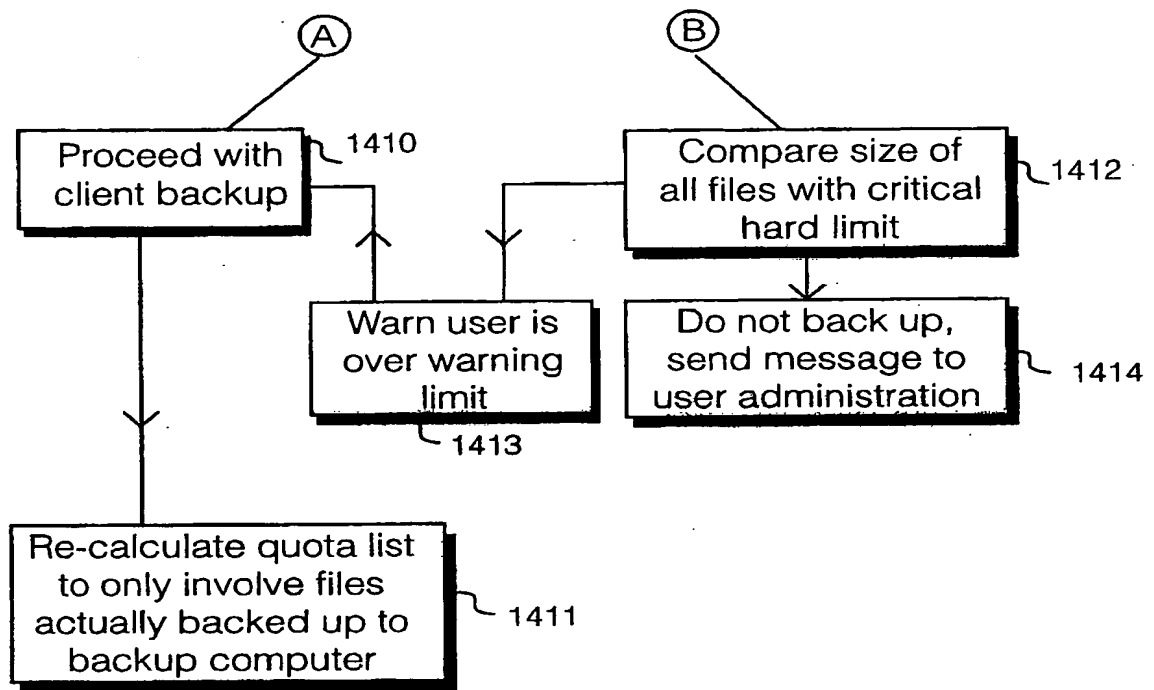 A
B
Proceed with
client backup
1410
Compare size of
all files with critical
hard limit
1412
Warn user is
over warning
limit
1413
Do not back up,
send message to
user administration
1414
Re-calculate quota list
to only involve files
actually backed up to
backup computer
1411